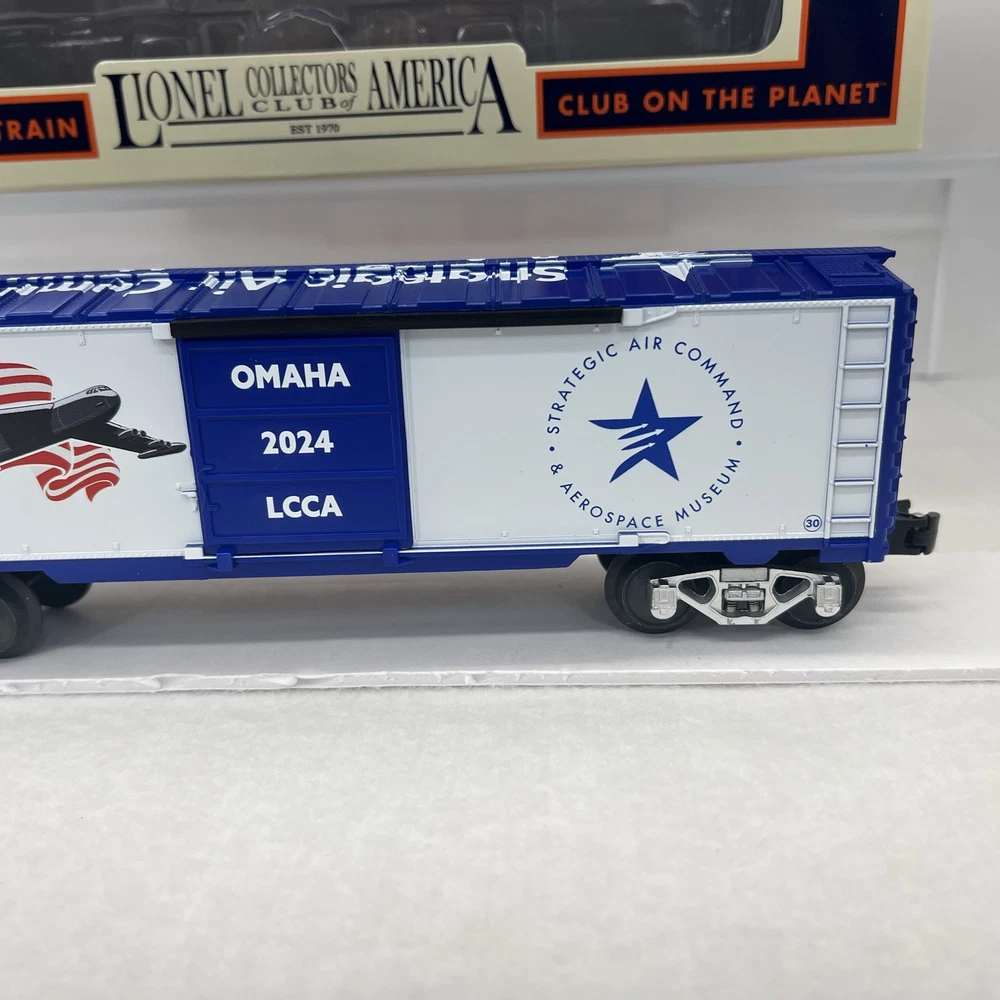 TRAIN
LIONEL COLLECTORS CLUB of AMERICA
EST 1970
CLUB ON THE PLANET
Strategic Air Comm
OMAHA
2024
LCCA
STRATEGIC AIR COMMAND
& AEROSPACE MUSEUM
30